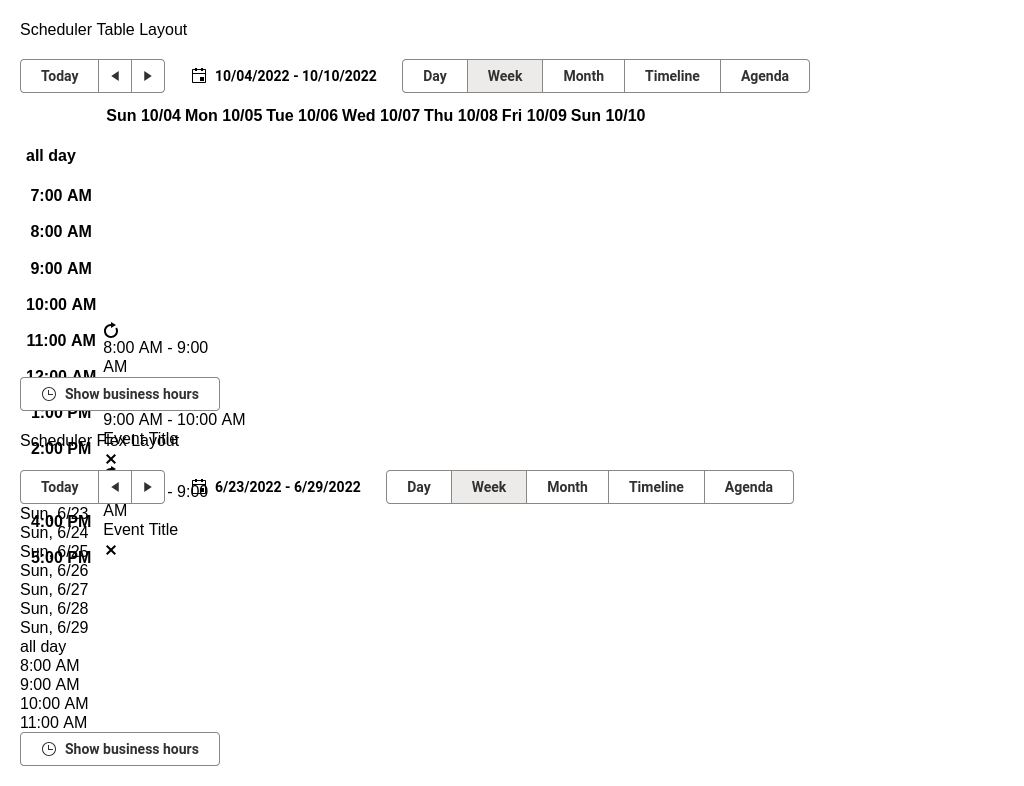 Scheduler Table Layout
Today 10/04/2022 - 10/10/2022 Day Week Month Timeline Agenda
Sun 10/04 Mon 10/05 Tue 10/06 Wed 10/07 Thu 10/08 Fri 10/09 Sun 10/10
all day
7:00 AM
8:00 AM
9:00 AM
10:00 AM
11:00 AM
8:00 AM - 9:00
AM
12:00 PM
Show business hours
1:00 PM
9:00 AM - 10:00 AM
Event Title
Scheduler Flex Layout
2:00 PM
Today 6/23/2022 - 6/29/2022 Day Week Month Timeline Agenda
- 9:00
AM
Event Title
4:00 PM
5:00 PM
Sun, 6/23
Sun, 6/24
Sun, 6/25
Sun, 6/26
Sun, 6/27
Sun, 6/28
Sun, 6/29
all day
8:00 AM
9:00 AM
10:00 AM
11:00 AM
Show business hours